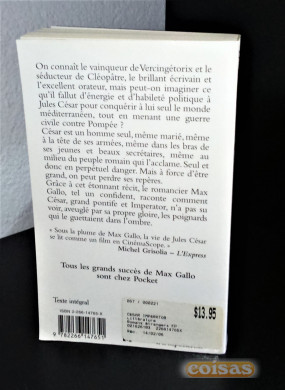 On connaît le vainqueur de Vercingétorix et le
séducteur de Cléopâtre, le brillant écrivain et
l'excellent orateur, mais peut-on imaginer ce
qu'il fallut d'énergie et d'habileté politique à
Jules César pour conquérir à lui seul le monde
méditerranéen, tout en menant une guerre
civile contre Pompée ?
César est un homme seul, même marié, même
à la tête de ses armées, même dans les bras de
ses jeunes et beaux secrétaires, même au
milieu du peuple romain qui l'acclame. Seul et
donc en perpétuel danger. Mais à force d'être
grand, on peut perdre ses repères.
Grâce à cet étonnant récit, le romancier Max
Gallo, tel un confident, raconte comment
César, grand pontife et Imperator, n'a pas su
voir, aveuglé par sa propre gloire, les poignards
qui le guettaient dans l'ombre.
« Sous la plume de Max Gallo, la vie de Jules César
se lit comme un film en CinémaScope. »
Michel Grisolia – L'Express
Tous les grands succès de Max Gallo
sont chez Pocket
Texte intégral
$13.95
CESAR IMPERATOR
9 782266 147651
coisas